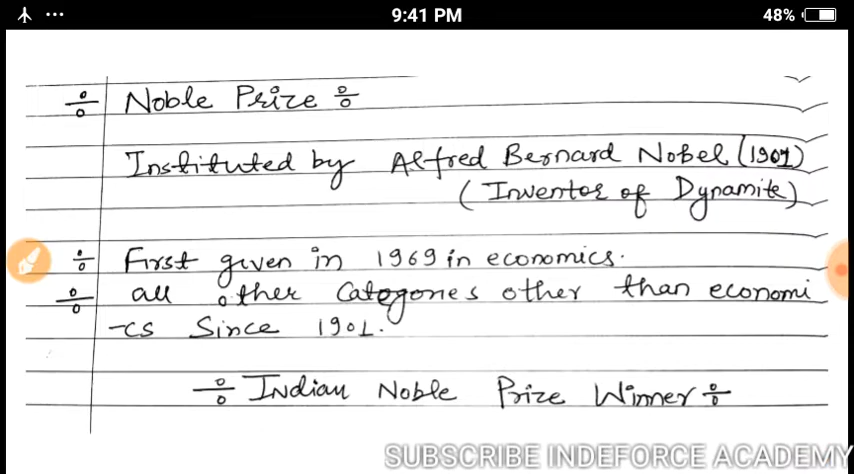 9:41 PM
48%
Noble Prize
Instituted by Alfred Bernard Nobel (1901)
(Inventor of Dynamite)
First given in 1969 in economics.
all other Categories other than economi
-cs Since 1901.
Indian Noble Prize Winner
SUBSCRIBE INDEFORCE ACADEMY